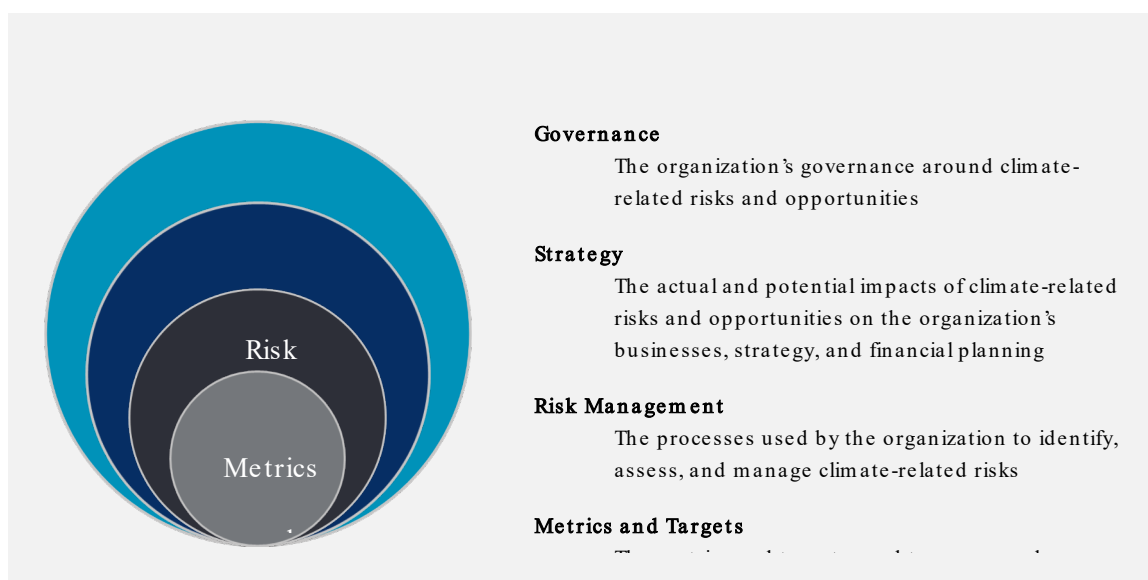 Risk
Metrics
Governance
The organization’s governance around climate-
related risks and opportunities
Strategy
The actual and potential impacts of climate-related
risks and opportunities on the organization’s
businesses, strategy, and financial planning
Risk Management
The processes used by the organization to identify,
assess, and manage climate-related risks
Metrics and Targets